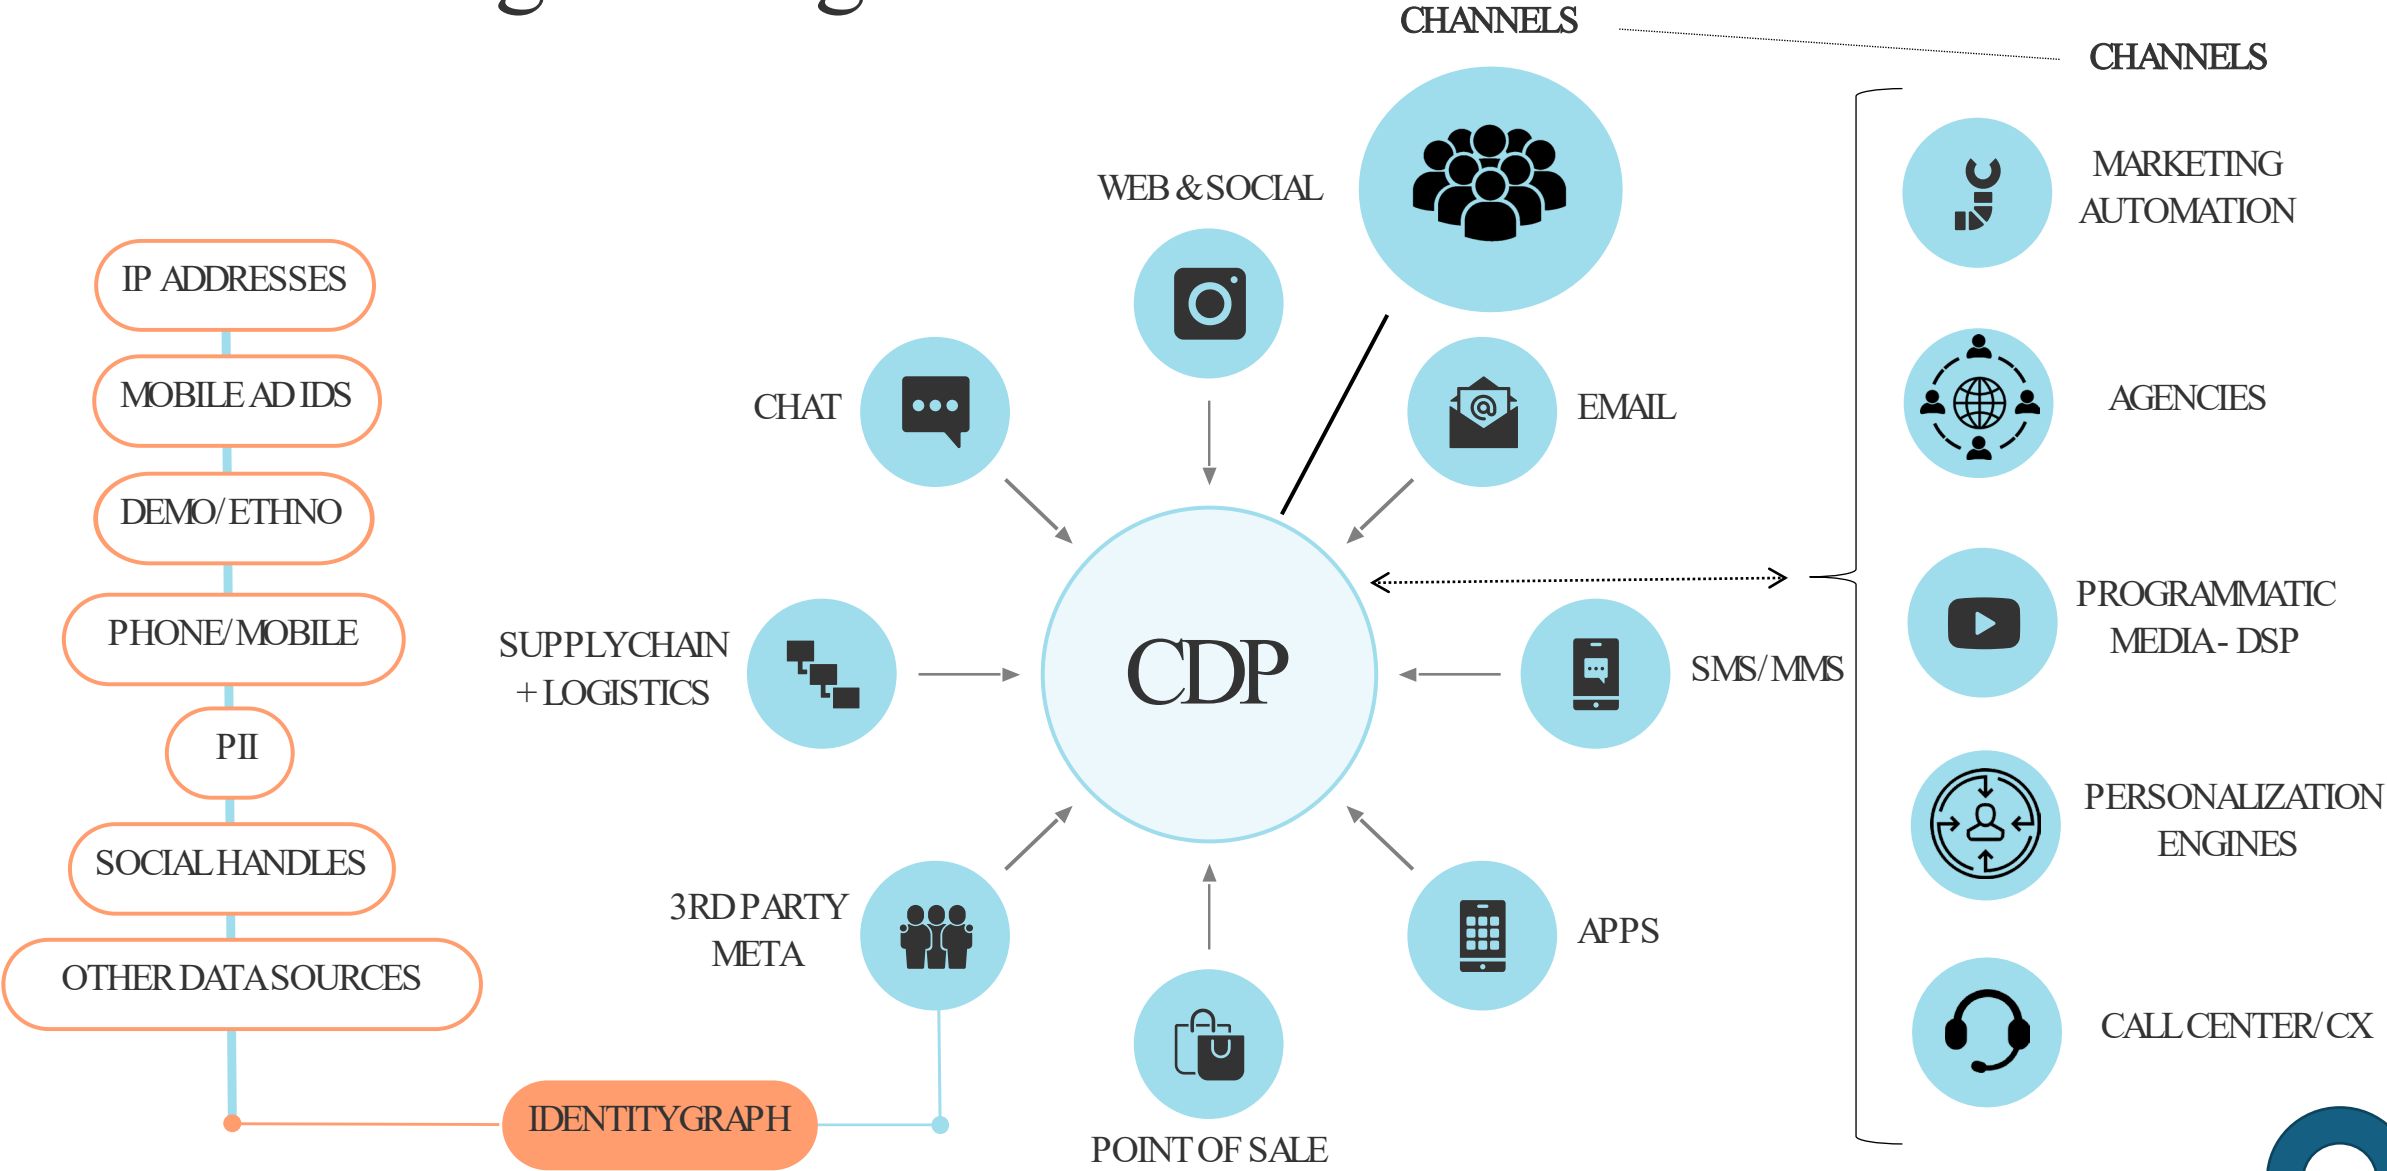 CHANNELS
CHANNELS
MARKETING
AUTOMATION
WEB & SOCIAL
IP ADDRESSES
MOBILE AD IDS
CHAT
EMAIL
AGENCIES
DEMO/ ETHNO
PHONE/ MOBILE
SUPPLYCHAIN
+ LOGISTICS
CDP
SMS/ MMS
PROGRAMMATIC
MEDIA - DSP
PII
PERSONALIZATION
ENGINES
SOCIAL HANDLES
3RD PARTY
META
APPS
OTHER DATA SOURCES
CALL CENTER/ CX
IDENTITYGRAPH
POINT OF SALE